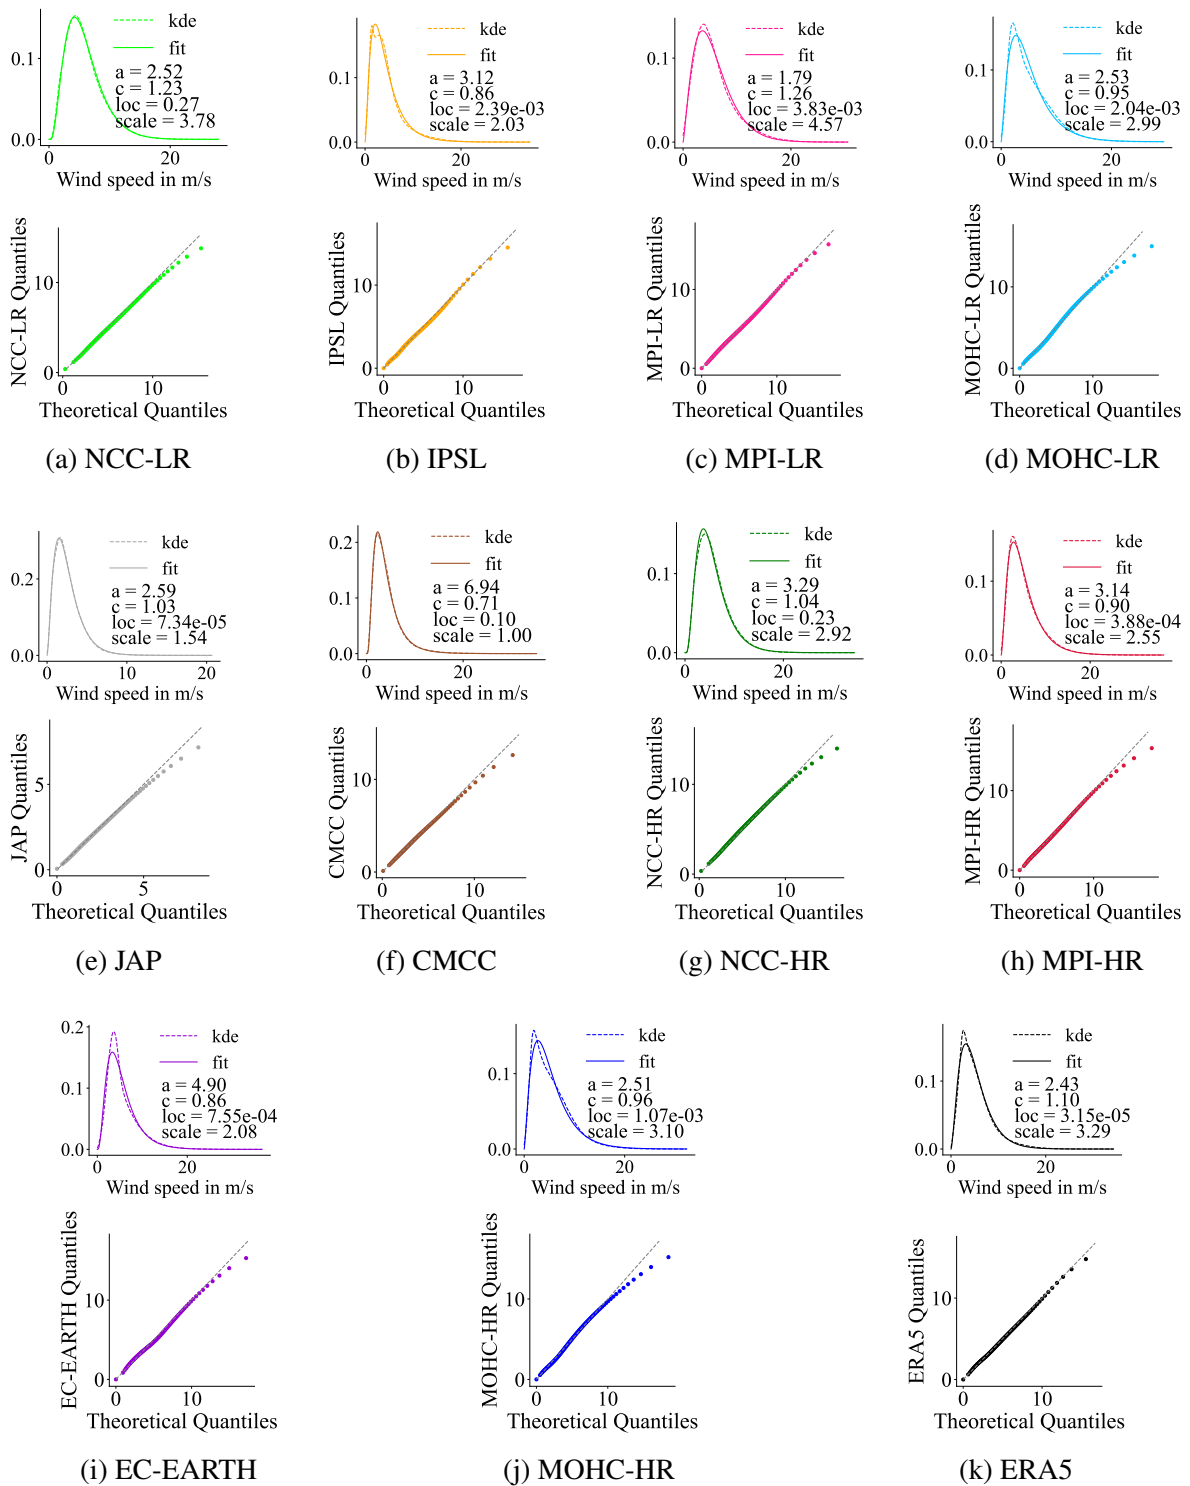 kde
fit
a = 2.52
c = 1.23
loc = 0.27
scale = 3.78
0.1
0.0
0
20
Wind speed in m/s
NCC-LR Quantiles
10
0
0
10
Theoretical Quantiles
(a) NCC-LR
kde
fit
a = 3.12
c = 0.86
loc = 2.39e-03
scale = 2.03
0.1
0.0
0
20
Wind speed in m/s
IPSL Quantiles
10
0
0
10
Theoretical Quantiles
(b) IPSL
kde
fit
a = 1.79
c = 1.26
loc = 3.83e-03
scale = 4.57
0.1
0.0
0
20
Wind speed in m/s
MPI-LR Quantiles
10
0
0
10
Theoretical Quantiles
(c) MPI-LR
kde
fit
a = 2.53
c = 0.95
loc = 2.04e-03
scale = 2.99
0.1
0.0
0
20
Wind speed in m/s
MOHC-LR Quantiles
10
0
0
10
Theoretical Quantiles
(d) MOHC-LR
kde
fit
a = 2.59
c = 1.03
loc = 7.34e-05
scale = 1.54
0.2
0.0
0
10
20
Wind speed in m/s
JAP Quantiles
5
0
0
5
Theoretical Quantiles
(e) JAP
kde
fit
a = 6.94
c = 0.71
loc = 0.10
scale = 1.00
0.2
0.1
0.0
0
20
Wind speed in m/s
CMCC Quantiles
10
0
0
10
Theoretical Quantiles
(f) CMCC
kde
fit
a = 3.29
c = 1.04
loc = 0.23
scale = 2.92
0.1
0.0
0
20
Wind speed in m/s
NCC-HR Quantiles
10
0
0
10
Theoretical Quantiles
(g) NCC-HR
kde
fit
a = 3.14
c = 0.90
loc = 3.88e-04
scale = 2.55
0.1
0.0
0
20
Wind speed in m/s
MPI-HR Quantiles
10
0
0
10
Theoretical Quantiles
(h) MPI-HR
kde
fit
a = 4.90
c = 0.86
loc = 7.55e-04
scale = 2.08
0.2
0.1
0.0
0
20
Wind speed in m/s
EC-EARTH Quantiles
10
0
0
10
Theoretical Quantiles
(i) EC-EARTH
kde
fit
a = 2.51
c = 0.96
loc = 1.07e-03
scale = 3.10
0.1
0.0
0
20
Wind speed in m/s
MOHC-HR Quantiles
10
0
0
10
Theoretical Quantiles
(j) MOHC-HR
kde
fit
a = 2.43
c = 1.10
loc = 3.15e-05
scale = 3.29
0.1
0.0
0
20
Wind speed in m/s
ERA5 Quantiles
10
0
0
10
Theoretical Quantiles
(k) ERA5